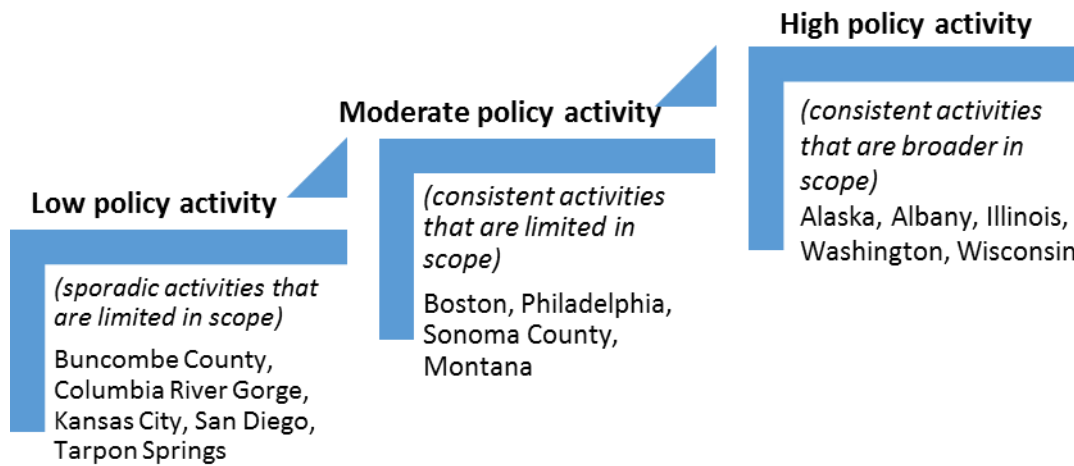 High policy activity
(consistent activities
that are broader in
scope)
Alaska, Albany, Illinois,
Washington, Wisconsin
Moderate policy activity
(consistent activities
that are limited in
scope)
Boston, Philadelphia,
Sonoma County,
Montana
Low policy activity
(sporadic activities that
are limited in scope)
Buncombe County,
Columbia River Gorge,
Kansas City, San Diego,
Tarpon Springs